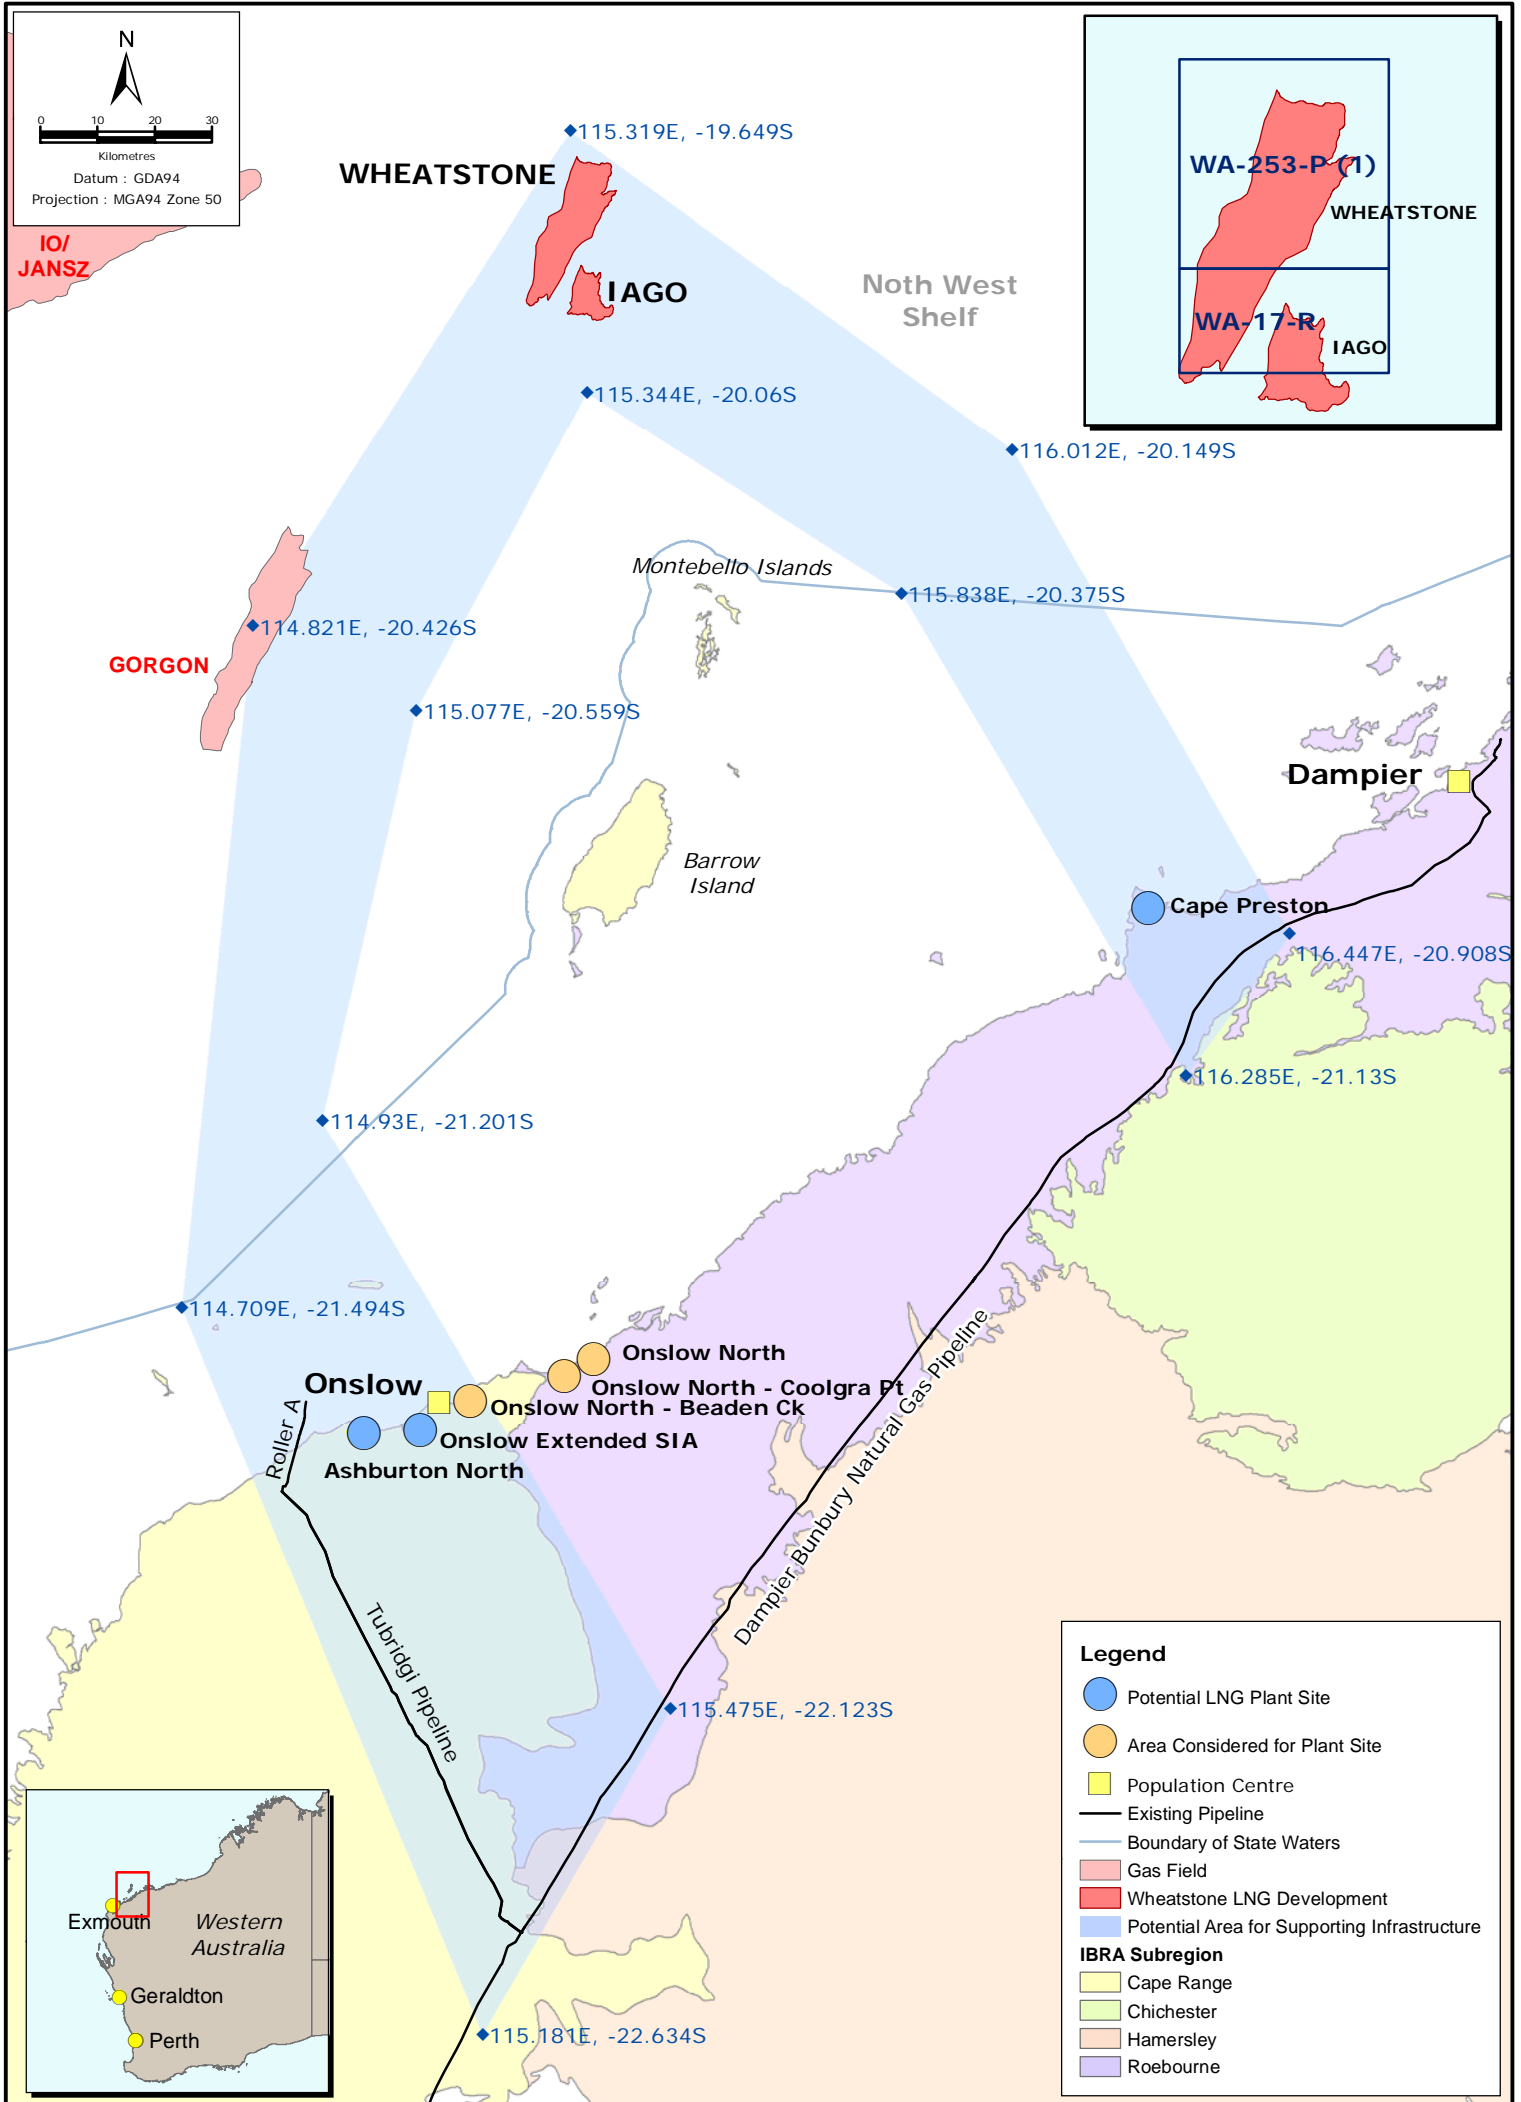 N
0 10 20 30
Kilometres
Datum : GDA94
Projection : MGA94 Zone 50
IO/
JANSZ
115.319E, -19.649S
WHEATSTONE
IAGO
Noth West
Shelf
WA-253-P (1)
WHEATSTONE
WA-17-R
IAGO
115.344E, -20.06S
116.012E, -20.149S
Montebello Islands
115.838E, -20.375S
114.821E, -20.426S
GORGON
115.077E, -20.559S
Dampier
Barrow
Island
Cape Preston
116.447E, -20.908S
116.285E, -21.13S
114.93E, -21.201S
114.709E, -21.494S
Onslow North
Onslow
Onslow North - Coolgra Pt
Onslow North - Beaden Ck
Onslow Extended SIA
Ashburton North
Roller A
Dampier Bunbury Natural Gas Pipeline
Tubridgi Pipeline
115.475E, -22.123S
115.181E, -22.634S
Exmouth
Western
Australia
Geraldton
Perth
Legend
Potential LNG Plant Site
Area Considered for Plant Site
Population Centre
Existing Pipeline
Boundary of State Waters
Gas Field
Wheatstone LNG Development
Potential Area for Supporting Infrastructure
IBRA Subregion
Cape Range
Chichester
Hamersley
Roebourne